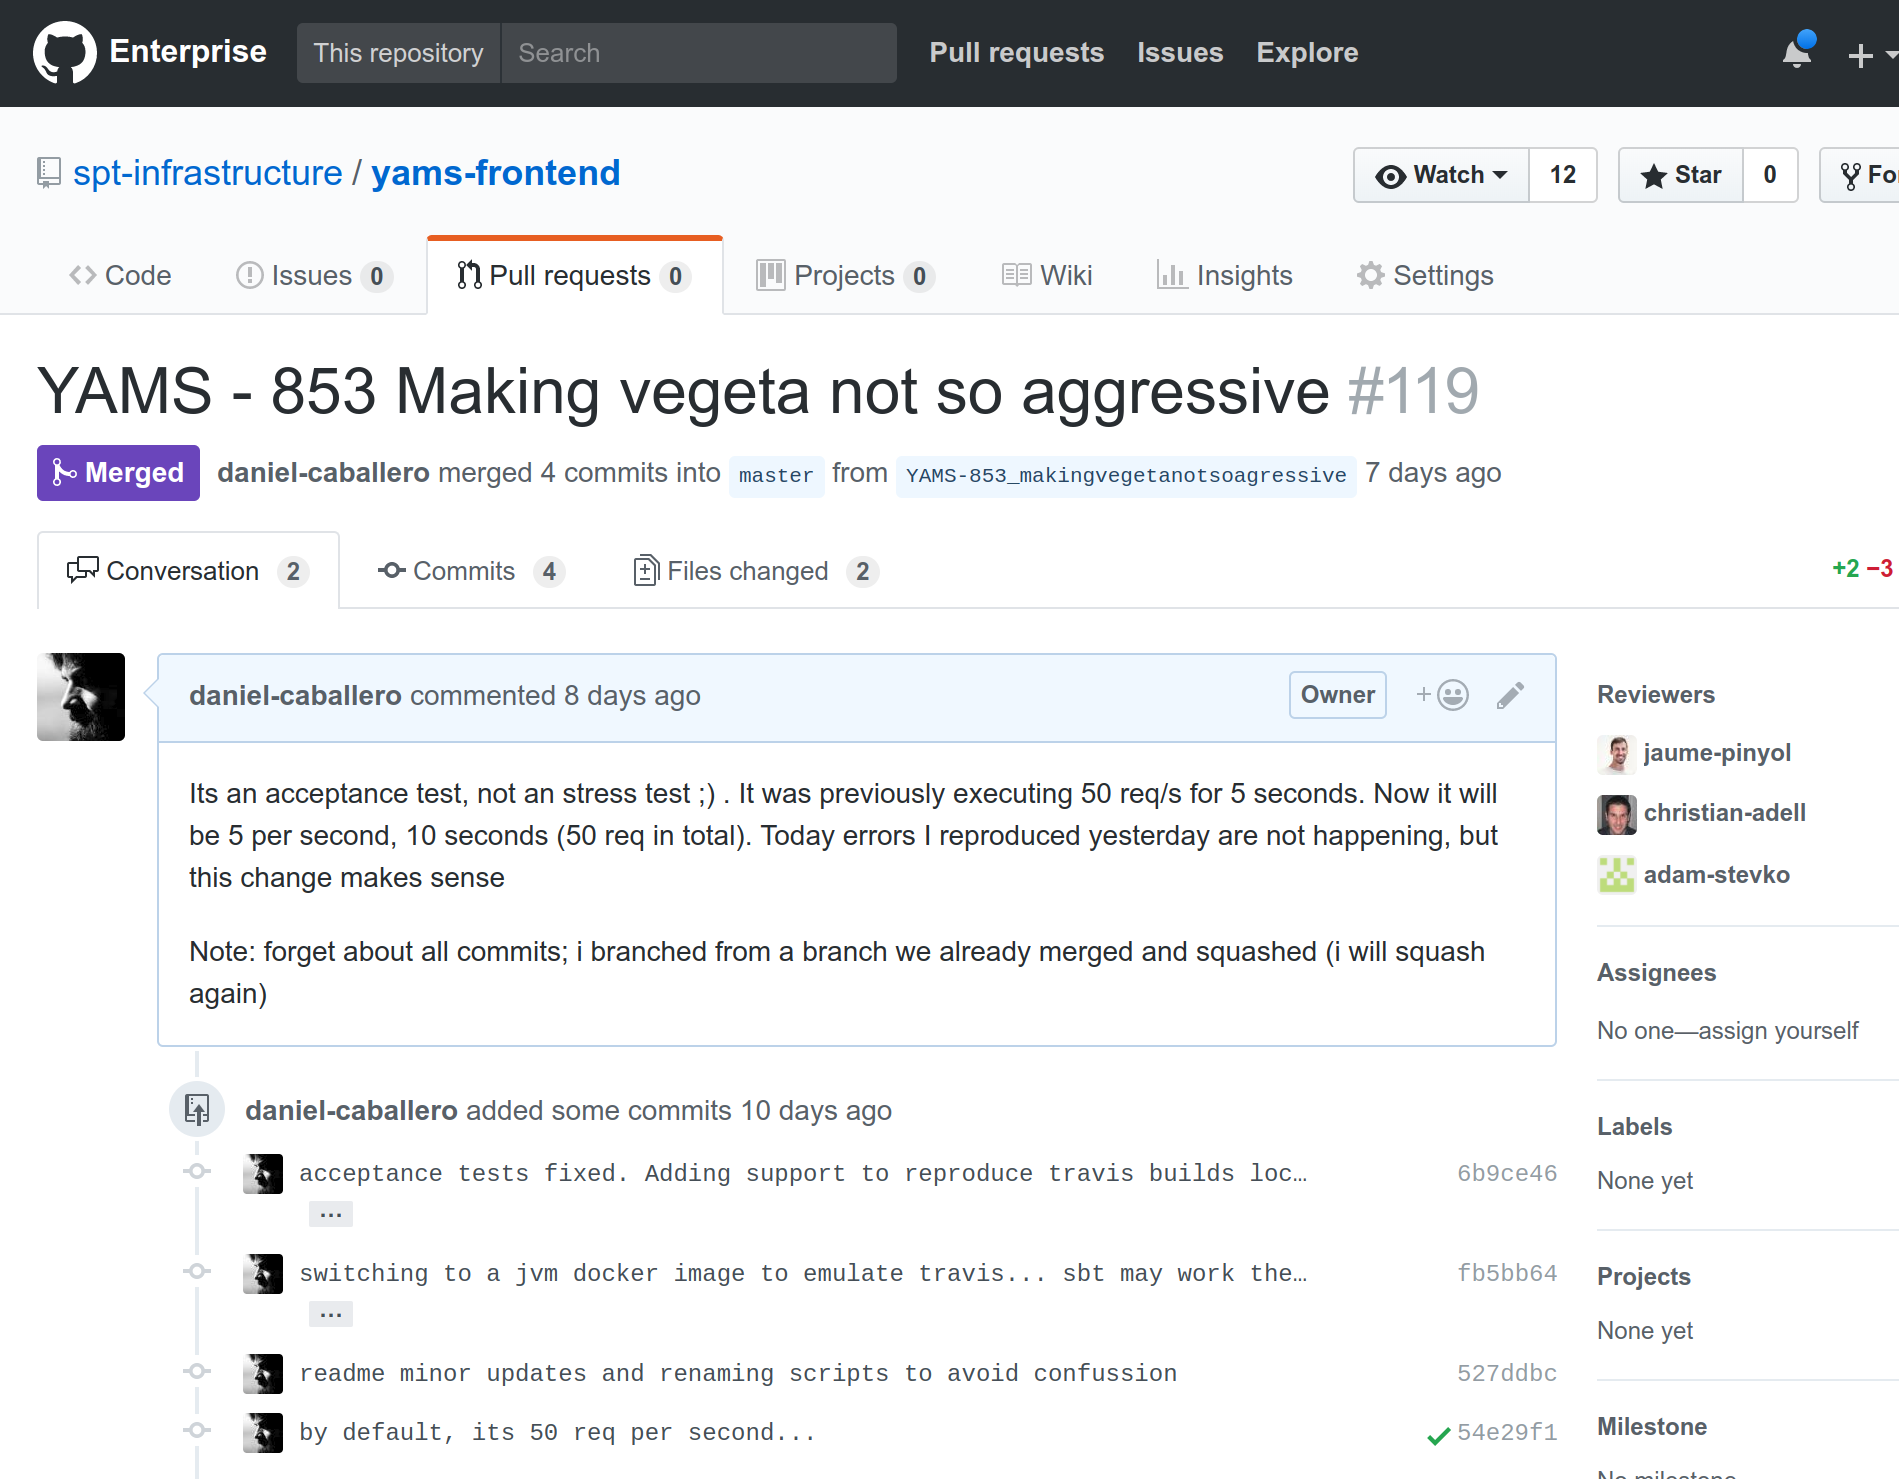 Enterprise This repository Search Pull requests Issues Explore
spt-infrastructure / yams-frontend Watch 12 Star 0
Code Issues 0 Pull requests 0 Projects 0 Wiki Insights Settings
YAMS - 853 Making vegeta not so aggressive #119
Merged daniel-caballero merged 4 commits into master from YAMS-853_makingvegetanotsoagressive 7 days ago
Conversation 2 Commits 4 Files changed 2 +2 −3
daniel-caballero commented 8 days ago Owner
Its an acceptance test, not an stress test ;) . It was previously executing 50 req/s for 5 seconds. Now it will
be 5 per second, 10 seconds (50 req in total). Today errors I reproduced yesterday are not happening, but
this change makes sense
Note: forget about all commits; i branched from a branch we already merged and squashed (i will squash
again)
daniel-caballero added some commits 10 days ago
acceptance tests fixed. Adding support to reproduce travis builds loc… 6b9ce46
...
switching to a jvm docker image to emulate travis... sbt may work the… fb5bb64
...
readme minor updates and renaming scripts to avoid confussion 527ddbc
by default, its 50 req per second... 54e29f1
Reviewers
jaume-pinyol
christian-adell
adam-stevko
Assignees
No one—assign yourself
Labels
None yet
Projects
None yet
Milestone
No milestone